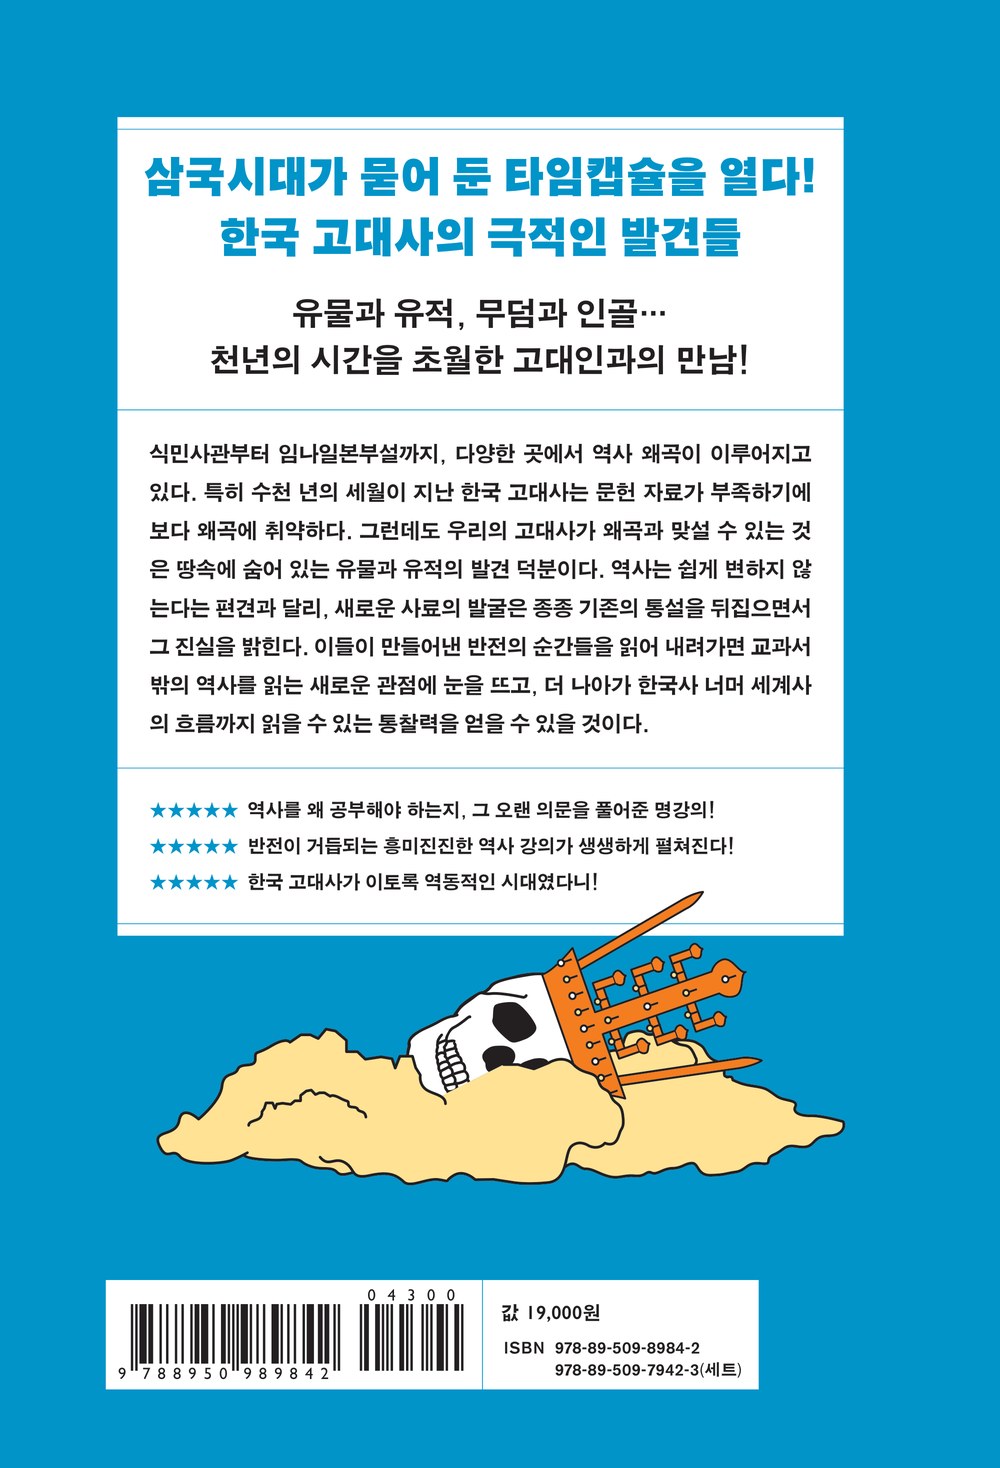 삼국시대가 묻어 둔 타임캡슐을 열다!
한국 고대사의 극적인 발견들
유물과 유적, 무덤과 인골…
천년의 시간을 초월한 고대인과의 만남!
식민사관부터 임나일본부설까지, 다양한 곳에서 역사 왜곡이 이루어지고
있다. 특히 수천 년의 세월이 지난 한국 고대사는 문헌 자료가 부족하기에
보다 왜곡에 취약하다. 그런데도 우리의 고대사가 왜곡과 맞설 수 있는 것
은 땅속에 숨어 있는 유물과 유적의 발견 덕분이다. 역사는 쉽게 변하지 않
는다는 편견과 달리, 새로운 사료의 발굴은 종종 기존의 통설을 뒤집으면서
그 진실을 밝힌다. 이들이 만들어낸 반전의 순간들을 읽어 내려가면 교과서
밖의 역사를 읽는 새로운 관점에 눈을 뜨고, 더 나아가 한국사 너머 세계사
의 흐름까지 읽을 수 있는 통찰력을 얻을 수 있을 것이다.
★★★★★ 역사를 왜 공부해야 하는지, 그 오랜 의문을 풀어준 명강의!
★★★★★ 반전이 거듭되는 흥미진진한 역사 강의가 생생하게 펼쳐진다!
★★★★★ 한국 고대사가 이토록 역동적인 시대였다니!
04300
9 788950 989842
값 19,000원
ISBN 978-89-509-8984-2
978-89-509-7942-3(세트)